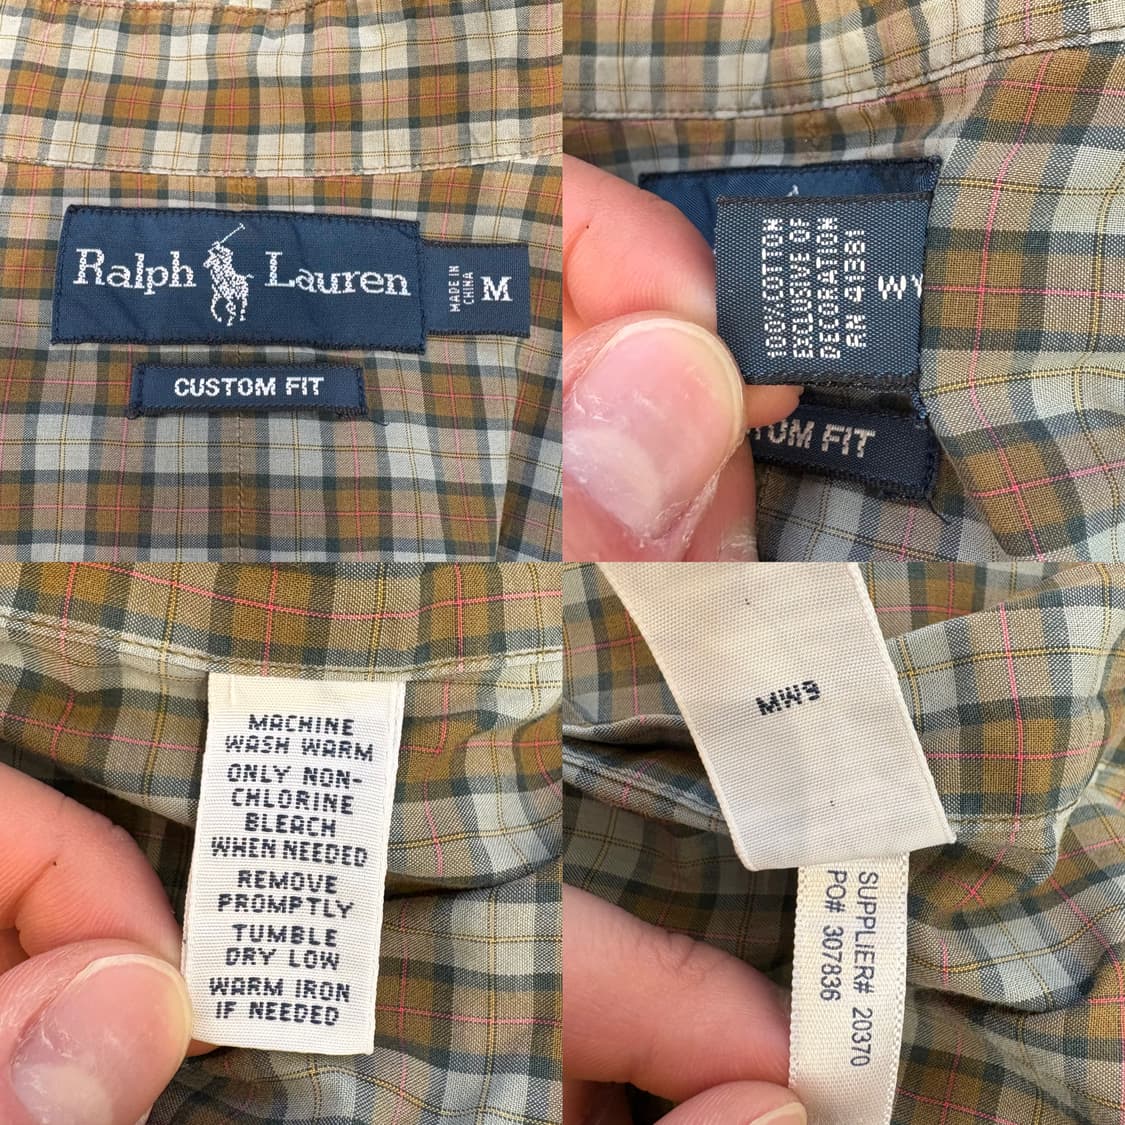 Ralph Lauren
MADE IN
CHINA
M
CUSTOM FIT
100/COTTON
EXCLUSIVE OF
DECORATION
RN 41381
WY
TOM FIT
MACHINE
WASH WARM
ONLY NON-
CHLORINE
BLEACH
WHEN NEEDED
REMOVE
PROMPTLY
TUMBLE
DRY LOW
WARM IRON
IF NEEDED
MW9
SUPPLIER# 20370
PO# 307836